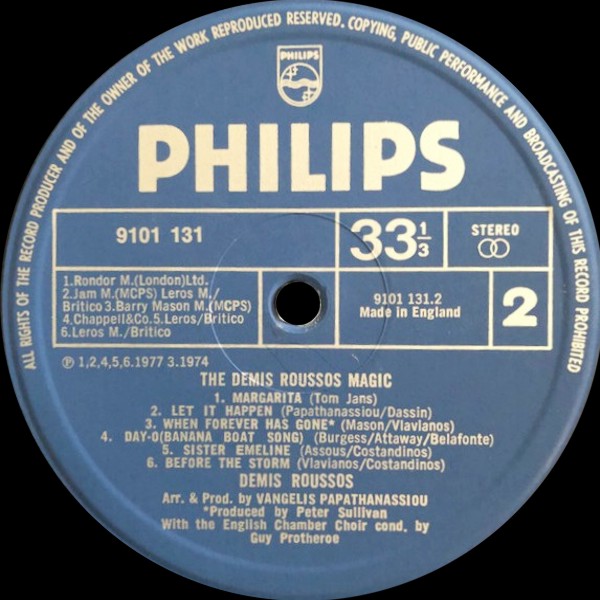 ALL RIGHTS OF THE RECORD PRODUCER AND OF THE OWNER OF THE WORK REPRODUCED RESERVED. COPYING, PUBLIC PERFORMANCE AND BROADCASTING OF THIS RECORD PROHIBITED
PHILIPS
PHILIPS
9101 131
33 1/3
STEREO
1.Rondor M.(London)Ltd.
2.Jam M.(MCPS) Leros M./
Britico 3.Barry Mason M.(MCPS)
4.Chappell&Co.5.Leros/Britico
6.Leros M./Britico
9101 131.2
Made in England
2
℗ 1,2,4,5,6.1977 3.1974
THE DEMIS ROUSSOS MAGIC
1. MARGARITA (Tom Jans)
2. LET IT HAPPEN (Papathanassiou/Dassin)
3. WHEN FOREVER HAS GONE* (Mason/Vlavianos)
4. DAY-O(BANANA BOAT SONG) (Burgess/Attaway/Belafonte)
5. SISTER EMELINE (Assous/Costandinos)
6. BEFORE THE STORM (Vlavianos/Costandinos)
DEMIS ROUSSOS
Arr. & Prod. by VANGELIS PAPATHANASSIOU
*Produced by Peter Sullivan
With the English Chamber Choir cond. by
Guy Protheroe